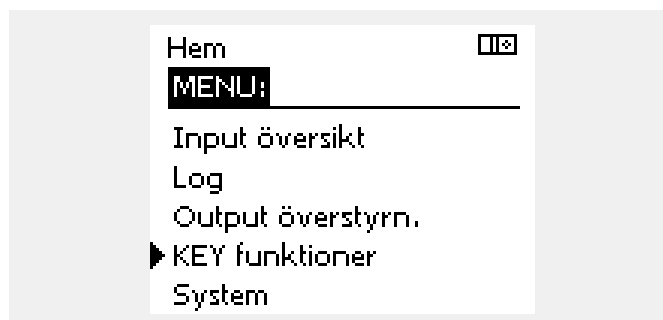 Hem
MENU:
Input översikt
Log
Output överstyrn.
KEY funktioner
System